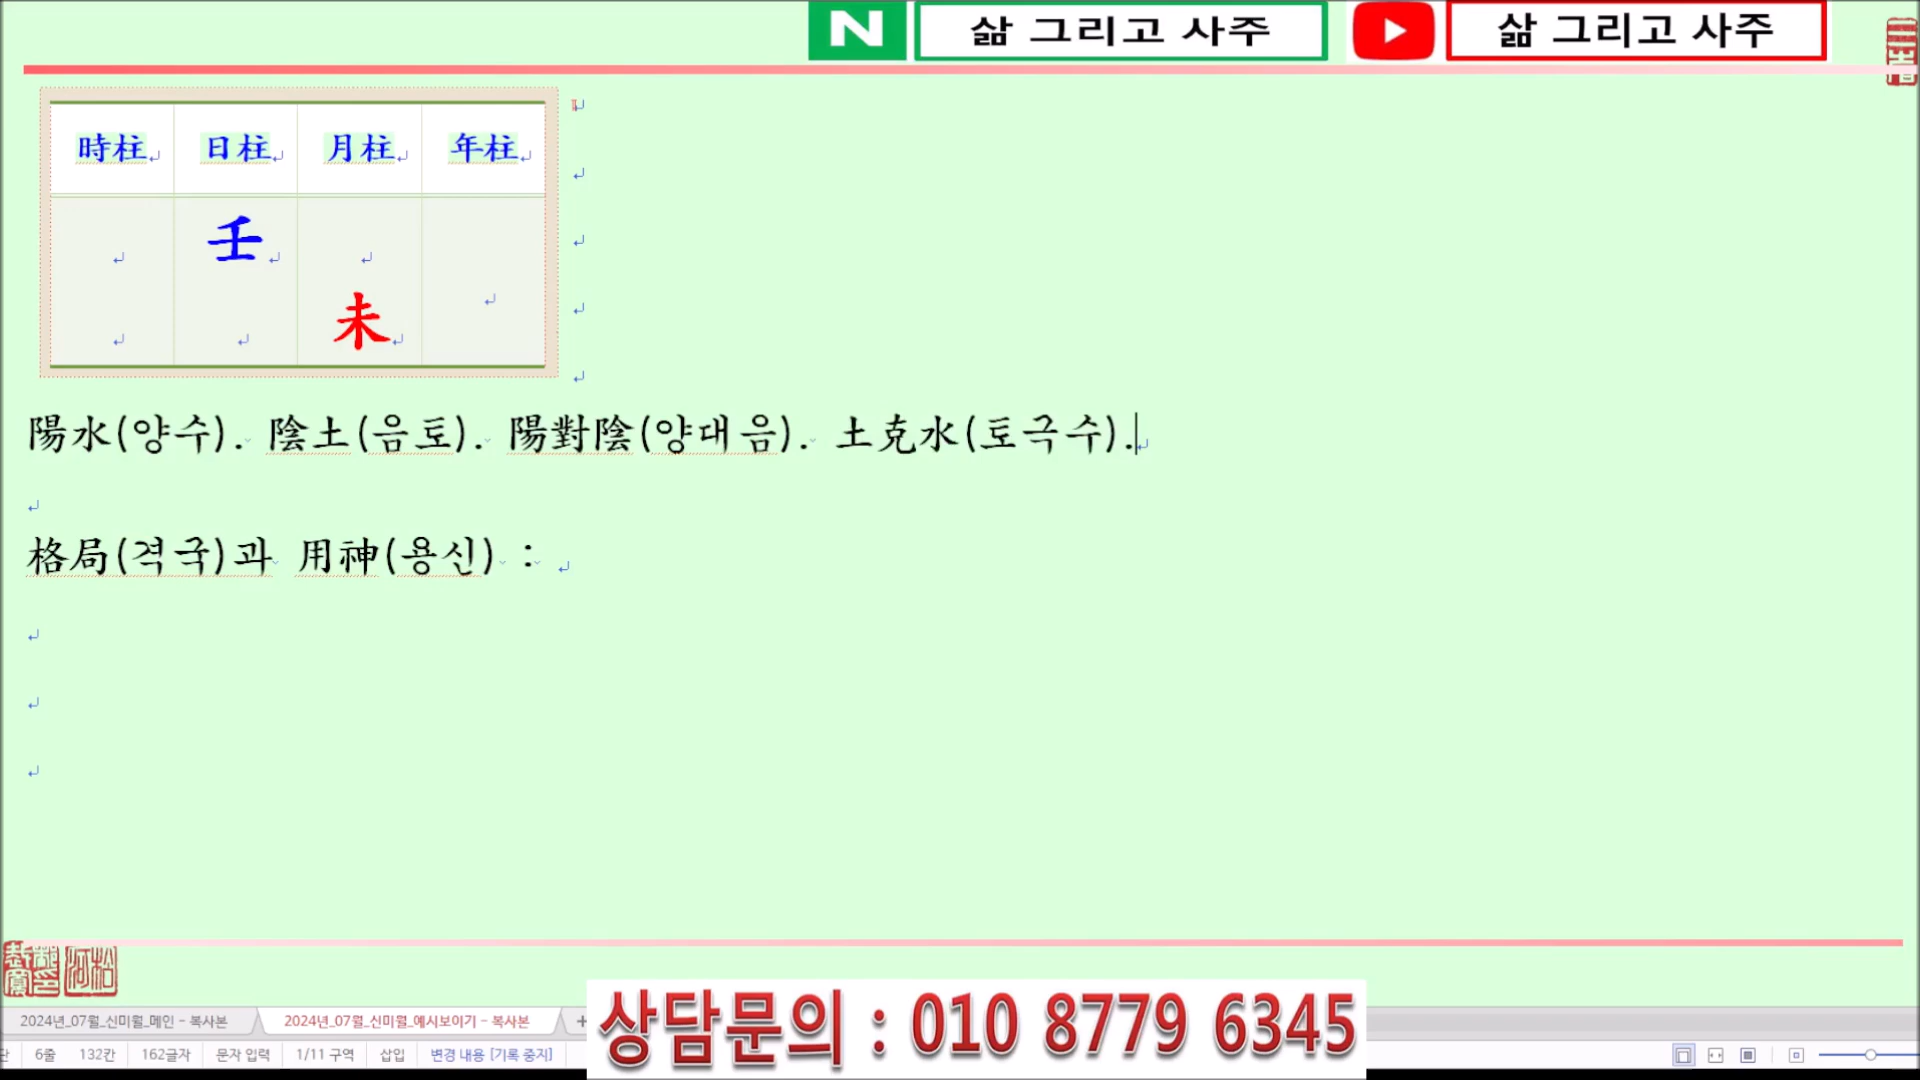 N 삶 그리고 사주 삶 그리고 사주
時柱 日柱 月柱 年柱
壬
未
陽水(양수). 陰土(음토). 陽對陰(양대음). 土克水(토극수).
格局(격국)과 用神(용신) :
2024년_07월_신미월_메인 - 복사본 2024년_07월_신미월_예시보이기 - 복사본 +
상담문의 : 010 8779 6345
단 6줄 132칸 162글자 문자 입력 1/11 구역 삽입 변경 내용 [기록 중지]